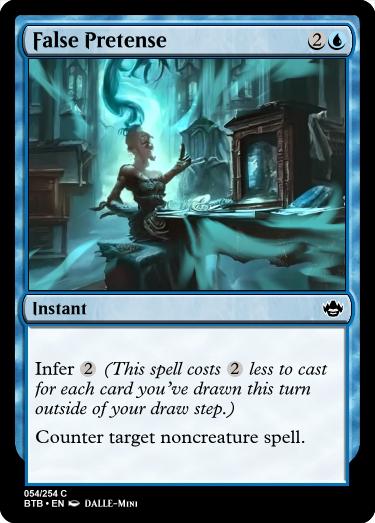 False Pretense 2
Instant
Infer 2 (This spell costs 2 less to cast
for each card you've drawn this turn
outside of your draw step.)
Counter target noncreature spell.
054/254 C
BTB • EN DALLE-Mini